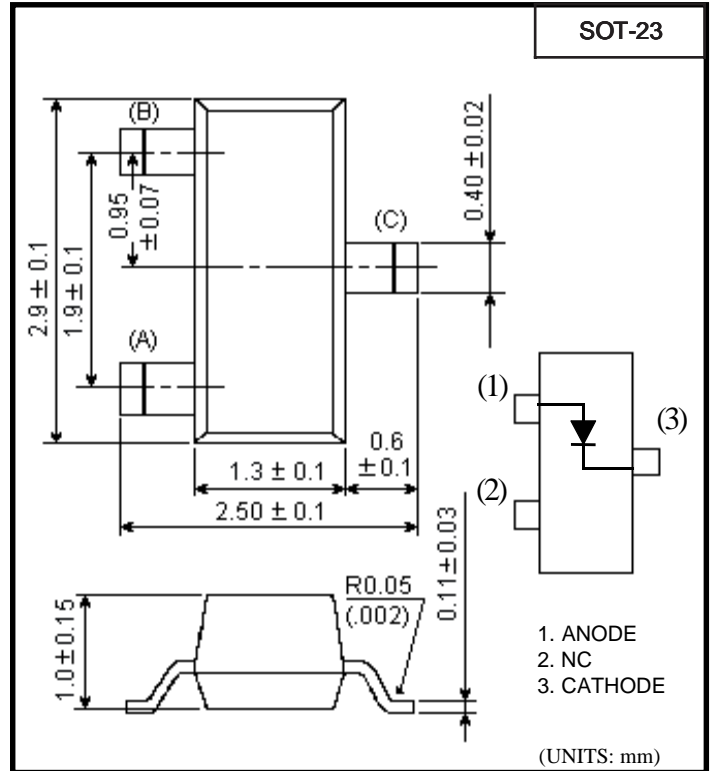 SOT-23
(B)
0.95
±0.07
(C)
0.40 ±0.02
2.9 ± 0.1
1.9 ± 0.1
(A)
(1)
(3)
(2)
0.6
± 0.1
1.3 ± 0.1
2.50 ± 0.1
0.11±0.03
R0.05
(.002)
1.0±0.15
1. ANODE
2. NC
3. CATHODE
(UNITS: mm)